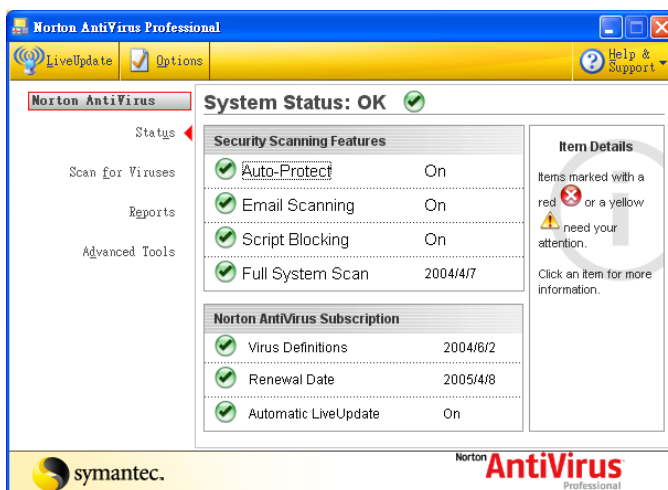 Norton AntiVirus Professional
LiveUpdate
Options
Help & Support
Norton AntiVirus
Status
Scan for Viruses
Reports
Advanced Tools
System Status: OK
Security Scanning Features
Auto-Protect On
Email Scanning On
Script Blocking On
Full System Scan 2004/4/7
Norton AntiVirus Subscription
Virus Definitions 2004/6/2
Renewal Date 2005/4/8
Automatic LiveUpdate On
Item Details
Items marked with a
red or a yellow
need your
attention.
Click an item for more
information.
symantec.
Norton AntiVirus
Professional